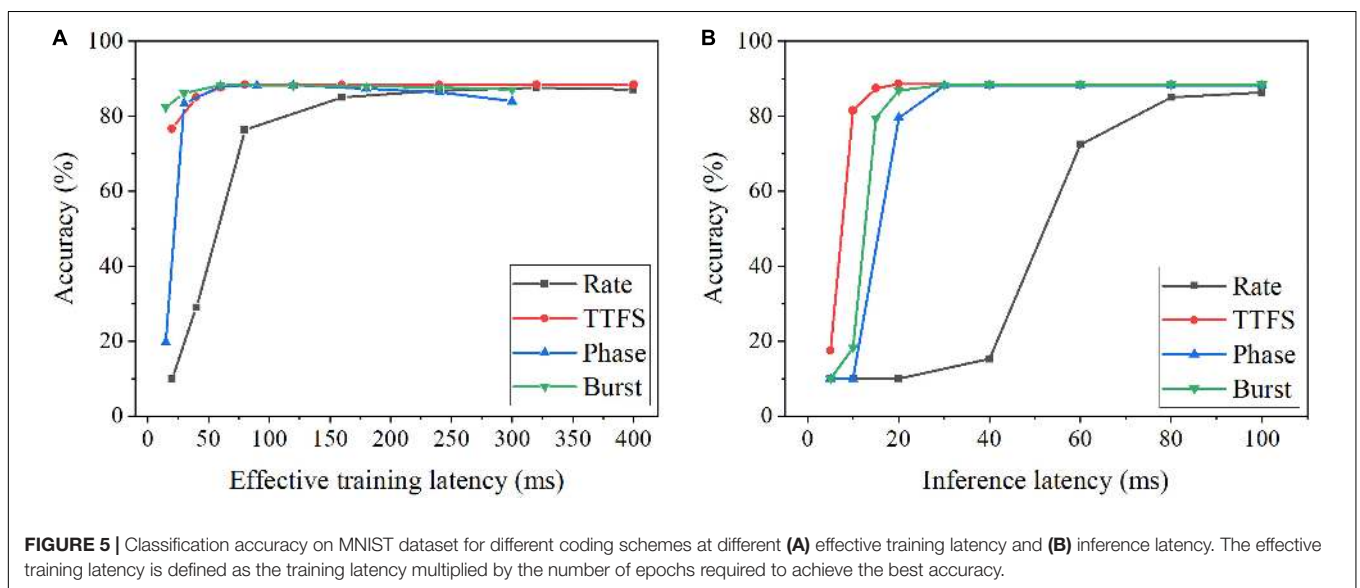 A
100
80
60
40
20
0
Accuracy (%)
0 50 100 150 200 250 300 350 400
Effective training latency (ms)
Rate
TTFS
Phase
Burst
B
100
80
60
40
20
0
Accuracy (%)
0 20 40 60 80 100
Inference latency (ms)
Rate
TTFS
Phase
Burst
FIGURE 5 | Classification accuracy on MNIST dataset for different coding schemes at different (A) effective training latency and (B) inference latency. The effective
training latency is defined as the training latency multiplied by the number of epochs required to achieve the best accuracy.